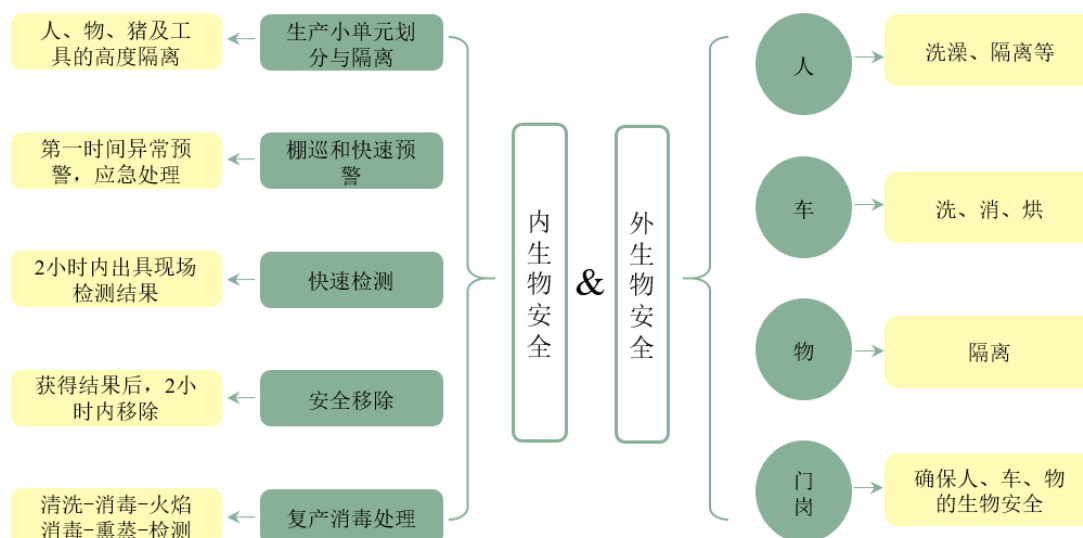 人、物、猪及工
具的高度隔离
生产小单元划
分与隔离
第一时间异常预
警，应急处理
棚巡和快速预
警
2小时内出具现场
检测结果
快速检测
获得结果后，2小
时内移除
安全移除
清洗-消毒-火焰
消毒-熏蒸-检测
复产消毒处理
内生物安全
&
外生物安全
人
洗澡、隔离等
车
洗、消、烘
物
隔离
门
岗
确保人、车、物
的生物安全